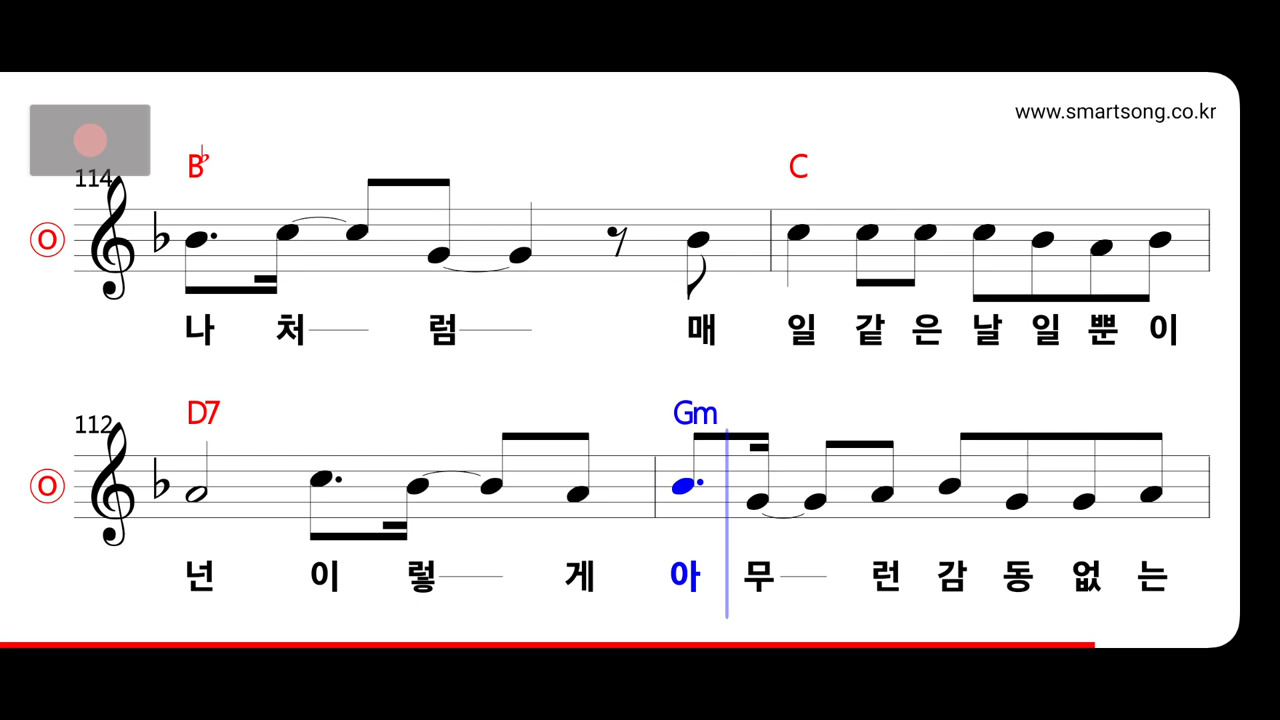 www.smartsong.co.kr
114 B♭ C
O
나 처 럼 매 일 같 은 날 일 뿐 이
112 D7 Gm
O
넌 이 렇 게 아 무 런 감 동 없 는